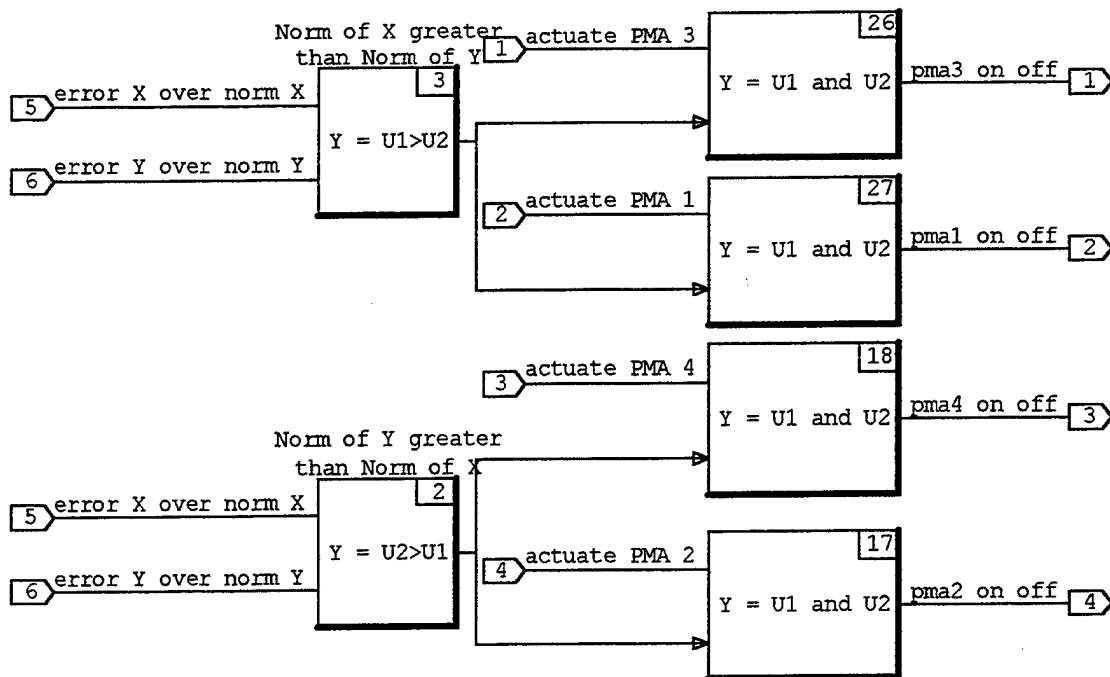 Norm of X greater
than Norm of Y
1
actuate PMA 3
26
Y = U1 and U2
pma3 on off
1
5
error X over norm X
3
Y = U1>U2
6
error Y over norm Y
2
actuate PMA 1
27
Y = U1 and U2
pma1 on off
2
3
actuate PMA 4
18
Y = U1 and U2
pma4 on off
3
Norm of Y greater
than Norm of X
5
error X over norm X
2
Y = U2>U1
6
error Y over norm Y
4
actuate PMA 2
17
Y = U1 and U2
pma2 on off
4